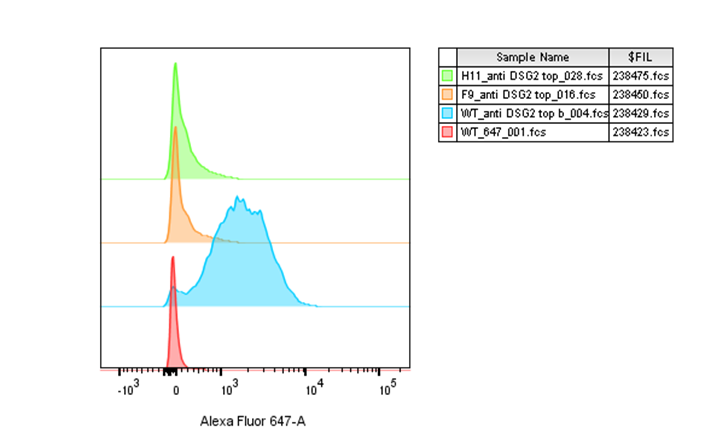 Sample Name $FIL
H11_anti DSG2 top_028.fcs 238475.fcs
F9_anti DSG2 top_016.fcs 238450.fcs
WT_anti DSG2 top b_004.fcs 238429.fcs
WT_647_001.fcs 238423.fcs
-10³ 0 10³ 10⁴ 10⁵
Alexa Fluor 647-A